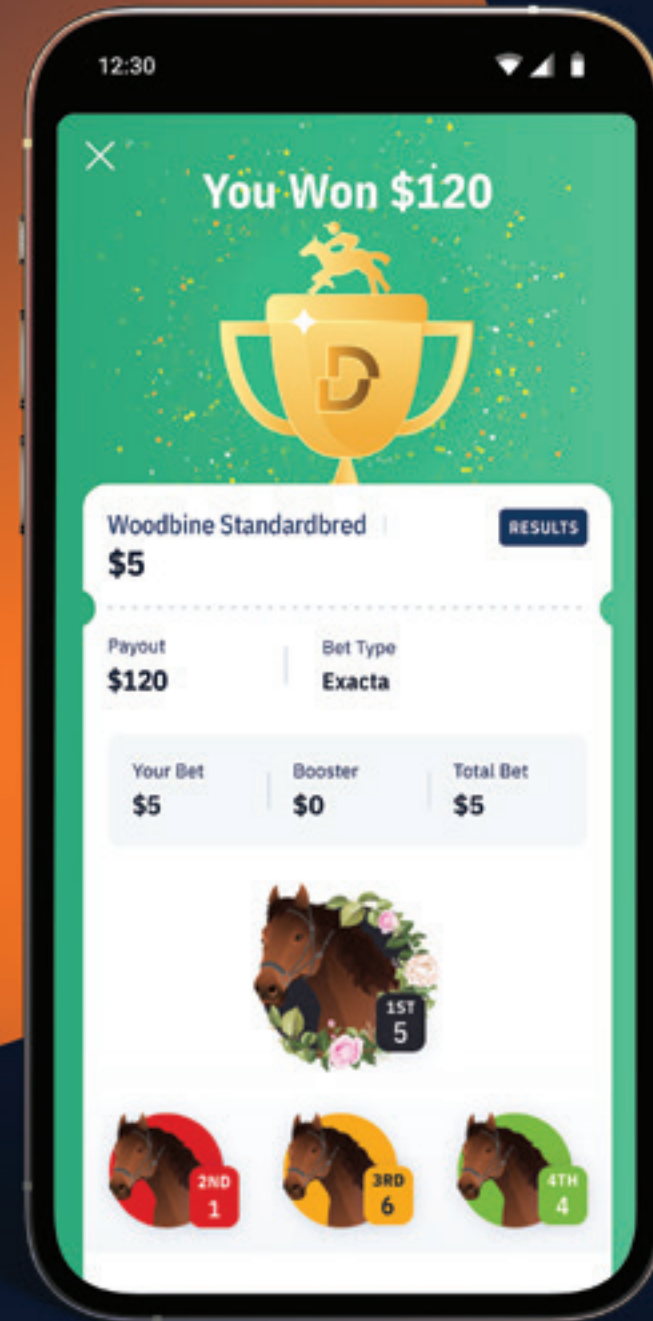 12:30
You Won $120
D
Woodbine Standardbred
RESULTS
$5
Payout
Bet Type
$120
Exacta
Your Bet
Booster
Total Bet
$5
$0
$5
1ST
5
2ND
1
3RD
6
4TH
4